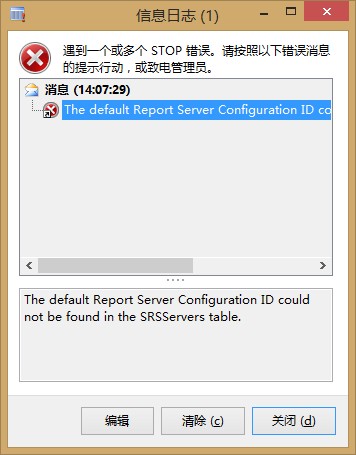 信息日志 (1)
遇到一个或多个 STOP 错误。请按照以下错误消息
的提示行动，或致电管理员。
消息 (14:07:29)
The default Report Server Configuration ID co
The default Report Server Configuration ID could
not be found in the SRSServers table.
编辑
清除 (c)
关闭 (d)